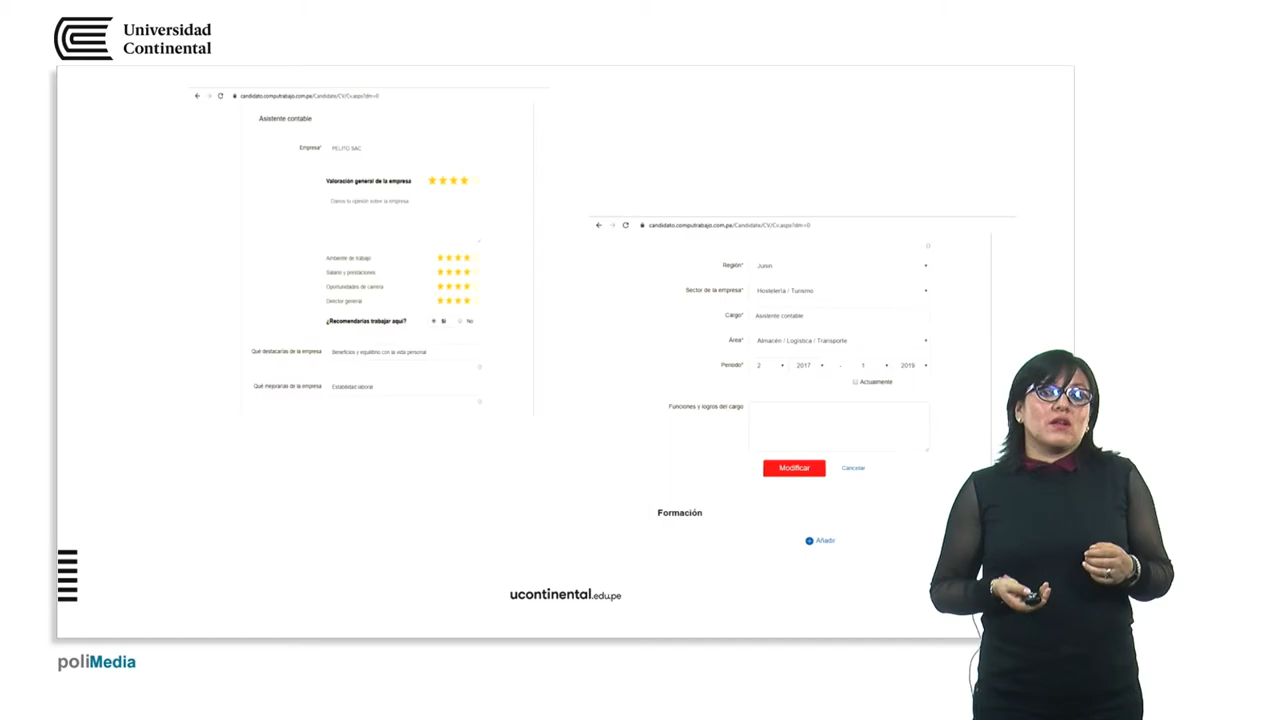 Universidad
Continental
candidato.computrabajo.com.pe/Candidate/CV/Cv.aspx?dm=0
Asistente contable
Empresa* PELITO SAC
Valoración general de la empresa
Danos tu opinión sobre la empresa
Ambiente de trabajo
Salario y prestaciones
Oportunidades de carrera
Director general
¿Recomendarías trabajar aquí? Sí No
Qué destacarías de la empresa Beneficios y equilibrio con la vida personal
Qué mejorarías de la empresa Estabilidad laboral
candidato.computrabajo.com.pe/Candidate/CV/Cv.aspx?dm=0
Región* Junín
Sector de la empresa* Hostelería / Turismo
Cargo* Asistente contable
Área* Almacén / Logística / Transporte
Periodo* 2 2017 - 1 2019
Actualmente
Funciones y logros del cargo
Modificar Cancelar
Formación
Añadir
ucontinental.edu.pe
poliMedia